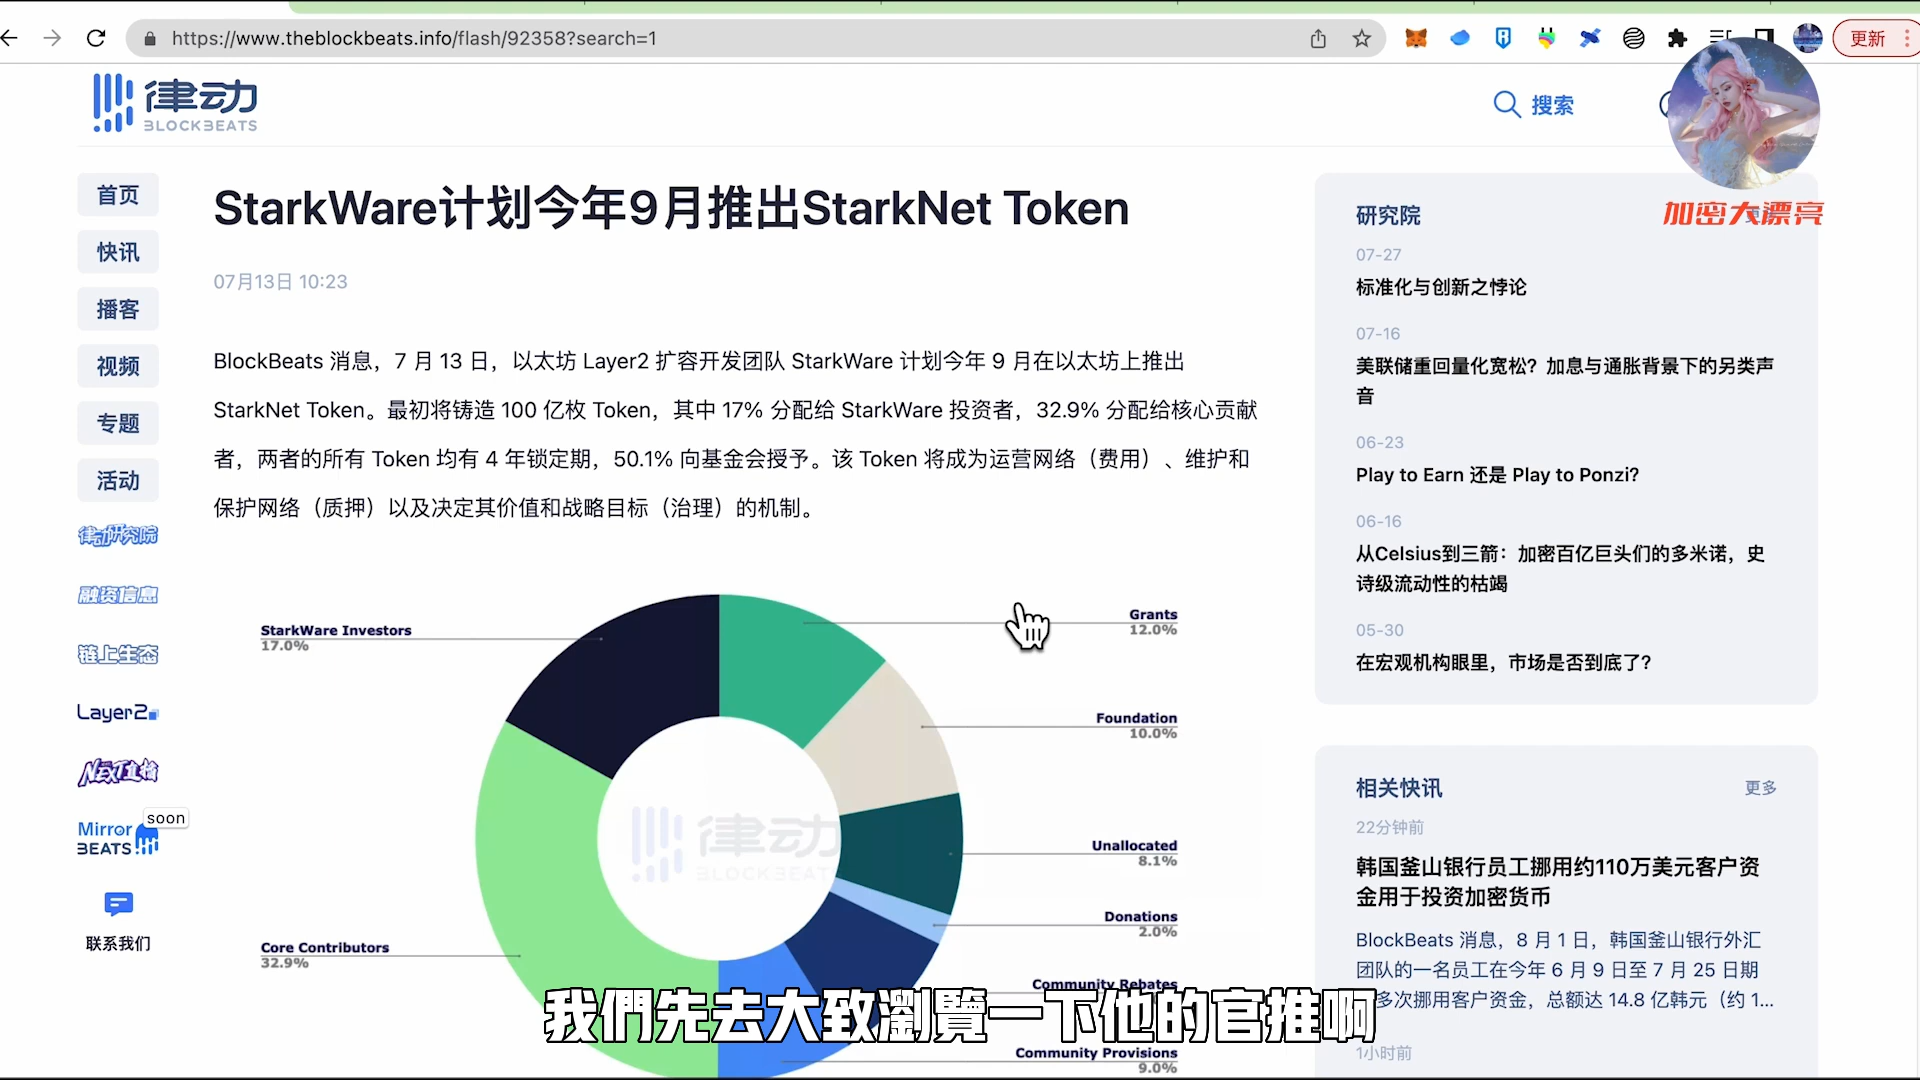 https://www.theblockbeats.info/flash/92358?search=1
更新
律动
BLOCKBEATS
搜索
加密大漂亮
首页
快讯
播客
视频
专题
活动
律动研究院
融资信息
链上生态
Layer2
NEXT直播
soon
Mirror
BEATS
联系我们
StarkWare计划今年9月推出StarkNet Token
07月13日 10:23
BlockBeats 消息，7 月 13 日，以太坊 Layer2 扩容开发团队 StarkWare 计划今年 9 月在以太坊上推出
StarkNet Token。最初将铸造 100 亿枚 Token，其中 17% 分配给 StarkWare 投资者，32.9% 分配给核心贡献
者，两者的所有 Token 均有 4 年锁定期，50.1% 向基金会授予。该 Token 将成为运营网络（费用）、维护和
保护网络（质押）以及决定其价值和战略目标（治理）的机制。
StarkWare Investors
17.0%
Grants
12.0%
Foundation
10.0%
Unallocated
8.1%
Donations
2.0%
Community Rebates
Community Provisions
9.0%
Core Contributors
32.9%
律动
BLOCKBEATS
我們先去大致瀏覽一下他的官推啊
研究院
07-27
标准化与创新之悖论
07-16
美联储重回量化宽松？加息与通胀背景下的另类声
音
06-23
Play to Earn 还是 Play to Ponzi?
06-16
从Celsius到三箭：加密百亿巨头们的多米诺，史
诗级流动性的枯竭
05-30
在宏观机构眼里，市场是否到底了？
相关快讯
更多
22分钟前
韩国釜山银行员工挪用约110万美元客户资
金用于投资加密货币
BlockBeats 消息，8 月 1 日，韩国釜山银行外汇
团队的一名员工在今年 6 月 9 日至 7 月 25 日期
多次挪用客户资金，总额达 14.8 亿韩元（约 1...
1小时前